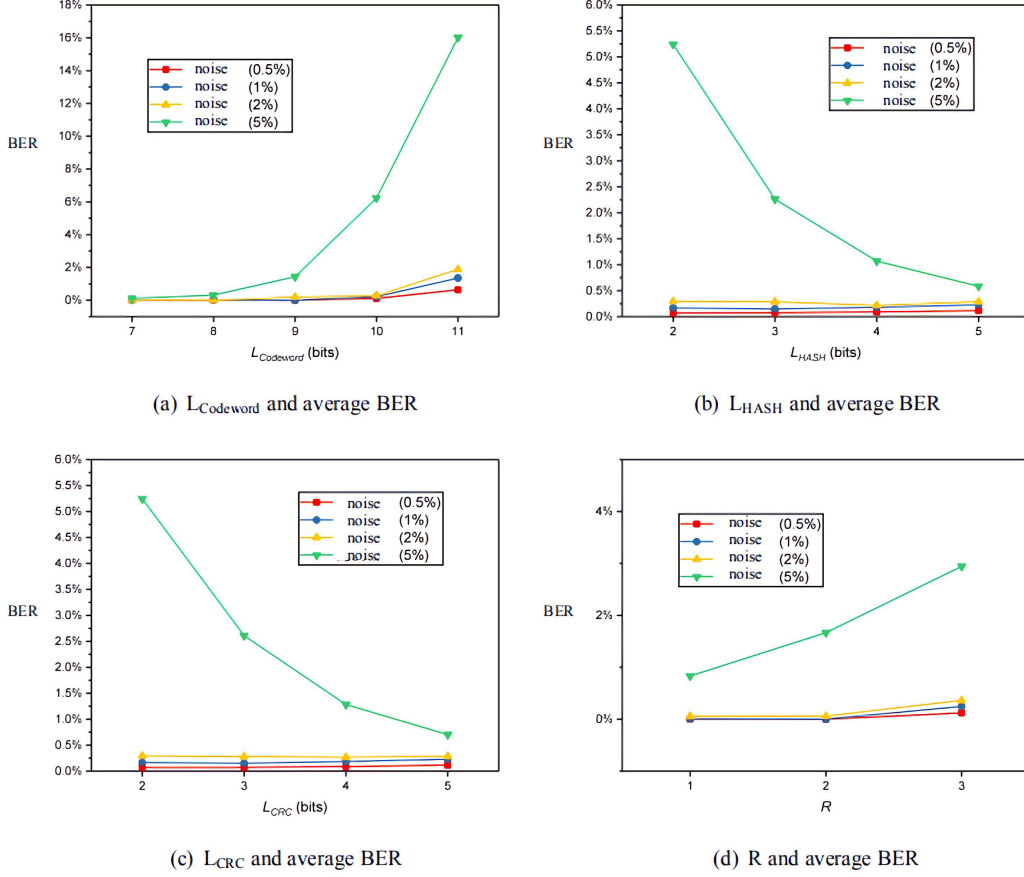 18%
16%
14%
12%
10%
8%
6%
4%
2%
0%
BER
noise (0.5%)
noise (1%)
noise (2%)
noise (5%)
7 8 9 10 11
L_Codeword (bits)
(a) L_Codeword and average BER
6.0%
5.5%
5.0%
4.5%
4.0%
3.5%
3.0%
2.5%
2.0%
1.5%
1.0%
0.5%
0.0%
BER
noise (0.5%)
noise (1%)
noise (2%)
noise (5%)
2 3 4 5
L_HASH (bits)
(b) L_HASH and average BER
6.0%
5.5%
5.0%
4.5%
4.0%
3.5%
3.0%
2.5%
2.0%
1.5%
1.0%
0.5%
0.0%
BER
noise (0.5%)
noise (1%)
noise (2%)
noise (5%)
2 3 4 5
L_CRC (bits)
(c) L_CRC and average BER
4%
2%
0%
BER
noise (0.5%)
noise (1%)
noise (2%)
noise (5%)
1 2 3
R
(d) R and average BER